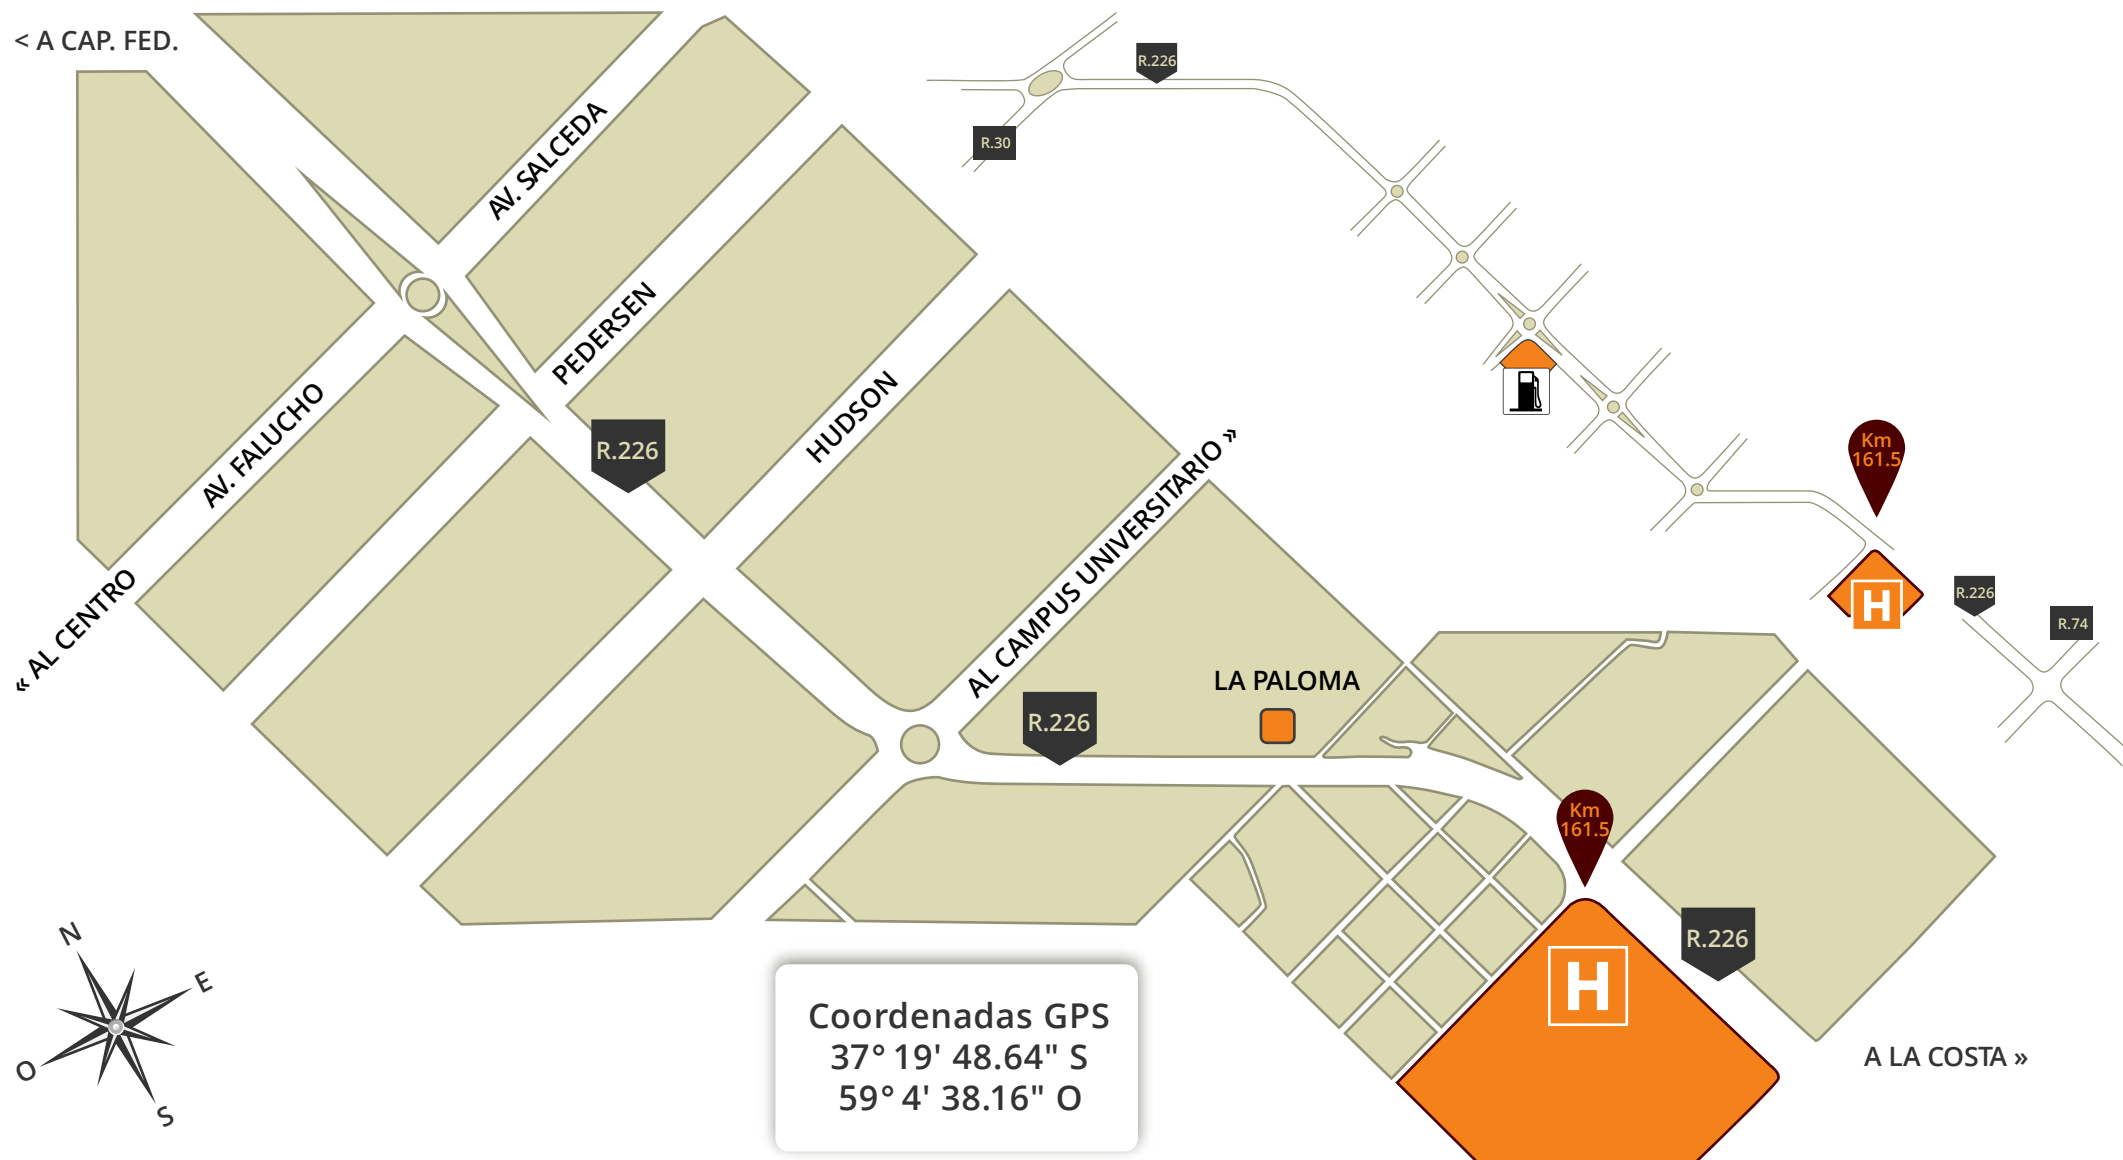 < A CAP. FED.
R.226
R.30
AV. SALCEDA
PEDERSEN
AV. FALUCHO
R.226
HUDSON
AL CAMPUS UNIVERSITARIO »
« AL CENTRO
Km
161.5
H
R.226
R.74
LA PALOMA
R.226
Km
161.5
R.226
H
A LA COSTA »
N
E
O
S
Coordenadas GPS
37° 19' 48.64" S
59° 4' 38.16" O